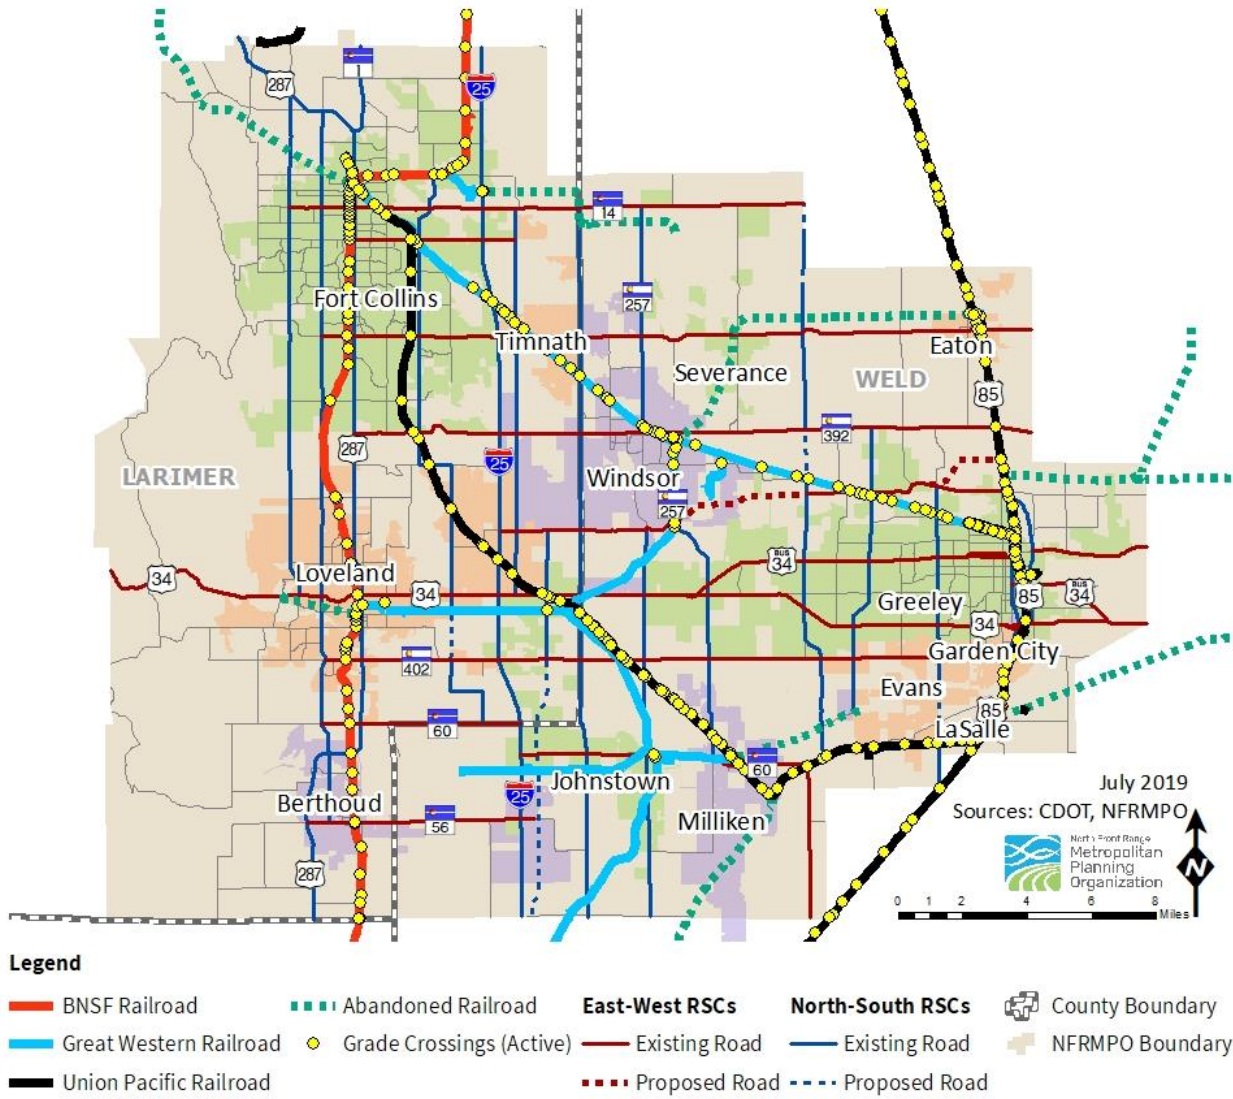 287
1
25
14
Fort Collins
257
Timnath
Eaton
Severance
WELD
85
392
287
25
LARIMER
Windsor
257
BUS
34
34
Loveland
34
85
BUS
34
Greeley
34
402
Garden City
Evans
85
60
LaSalle
60
Johnstown
25
Berthoud
56
Milliken
287
July 2019
Sources: CDOT, NFRMPO
North Front Range
Metropolitan
Planning
Organization
N
0 1 2 4 6 8
Miles
Legend
BNSF Railroad
Great Western Railroad
Union Pacific Railroad
Abandoned Railroad
Grade Crossings (Active)
East-West RSCs
Existing Road
Proposed Road
North-South RSCs
Existing Road
Proposed Road
County Boundary
NFRMPO Boundary